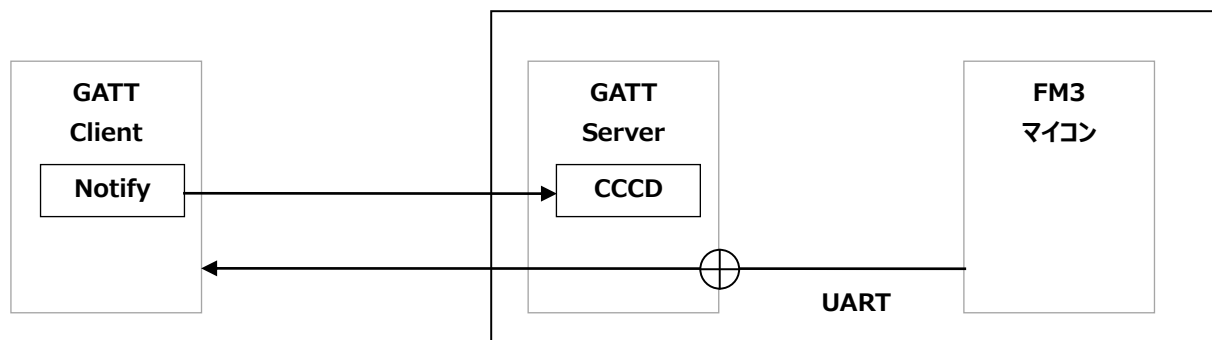 GATT
Client
Notify
GATT
Server
CCCD
UART
FM3
マイコン